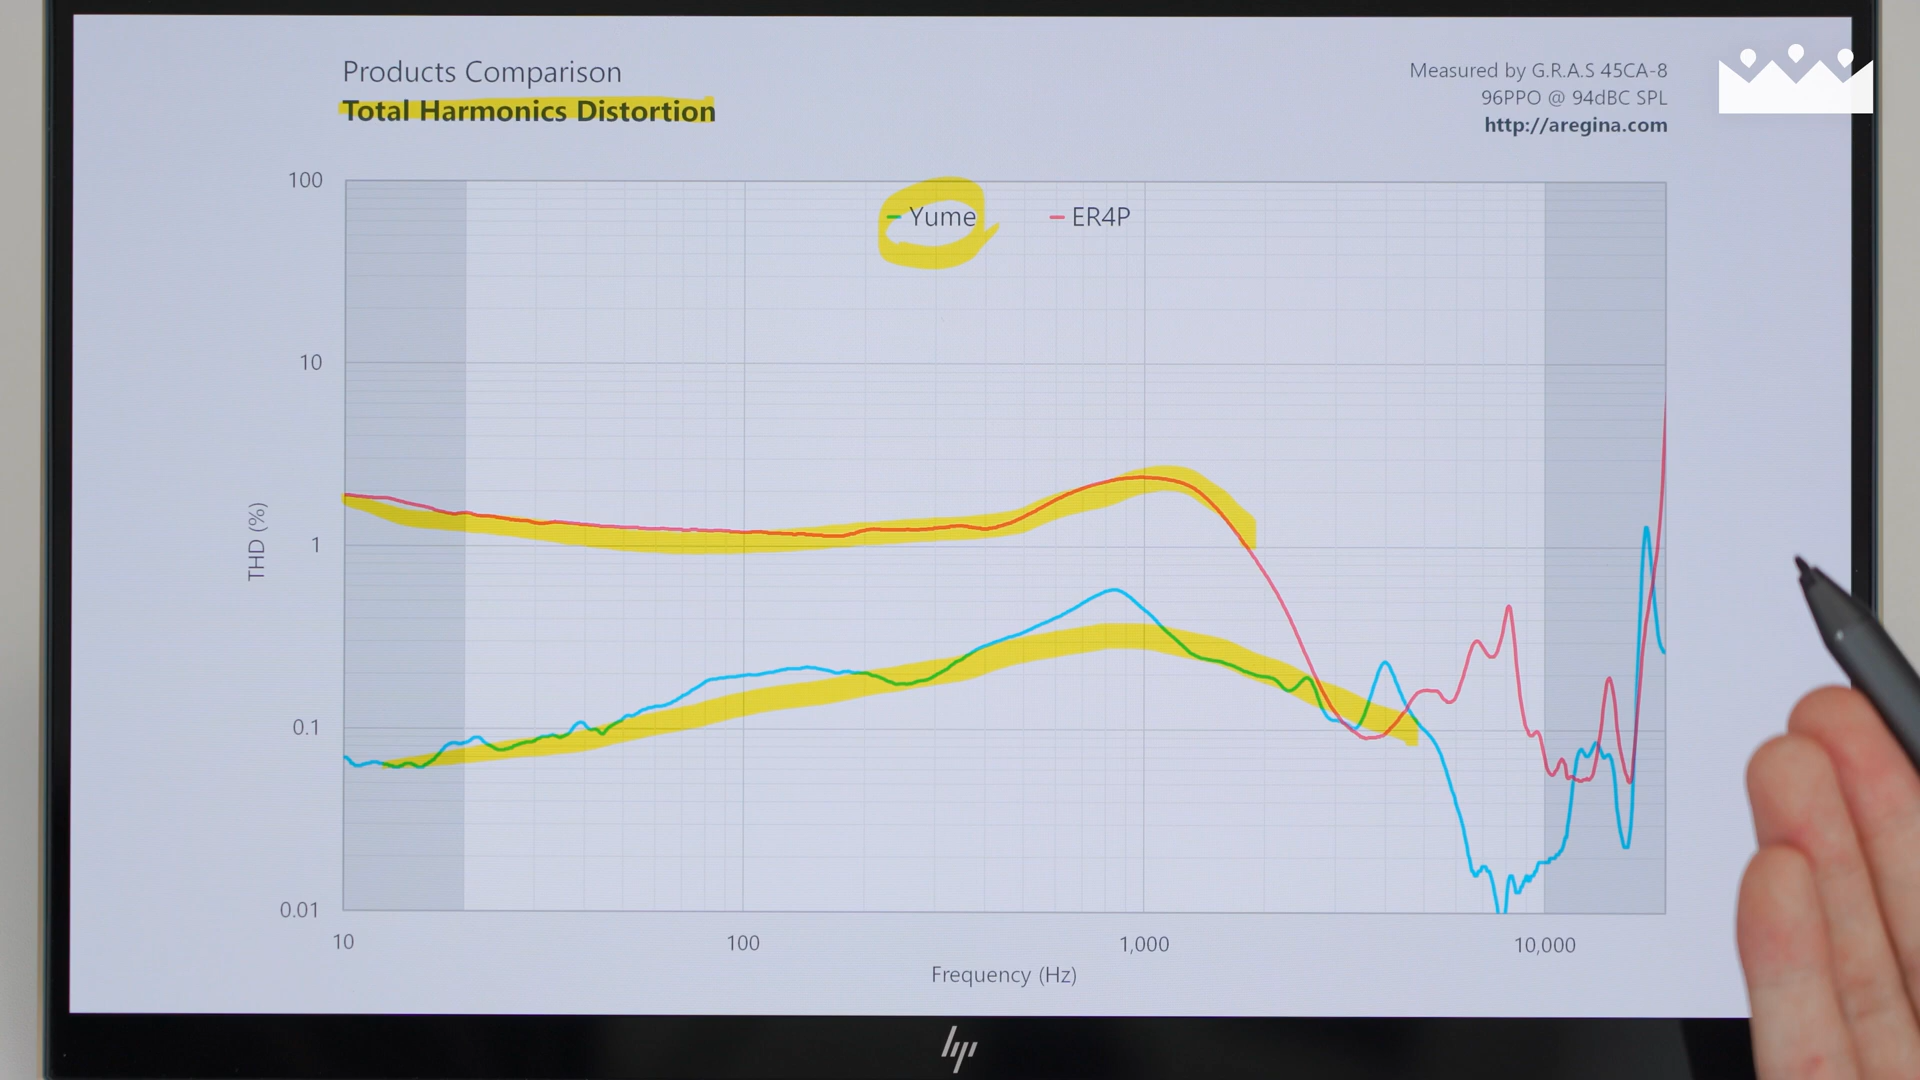 Products Comparison
Total Harmonics Distortion
Measured by G.R.A.S 45CA-8
96PPO @ 94dBC SPL
http://aregina.com
Yume
ER4P
100
10
1
0.1
0.01
THD (%)
10
100
1,000
10,000
Frequency (Hz)
hp